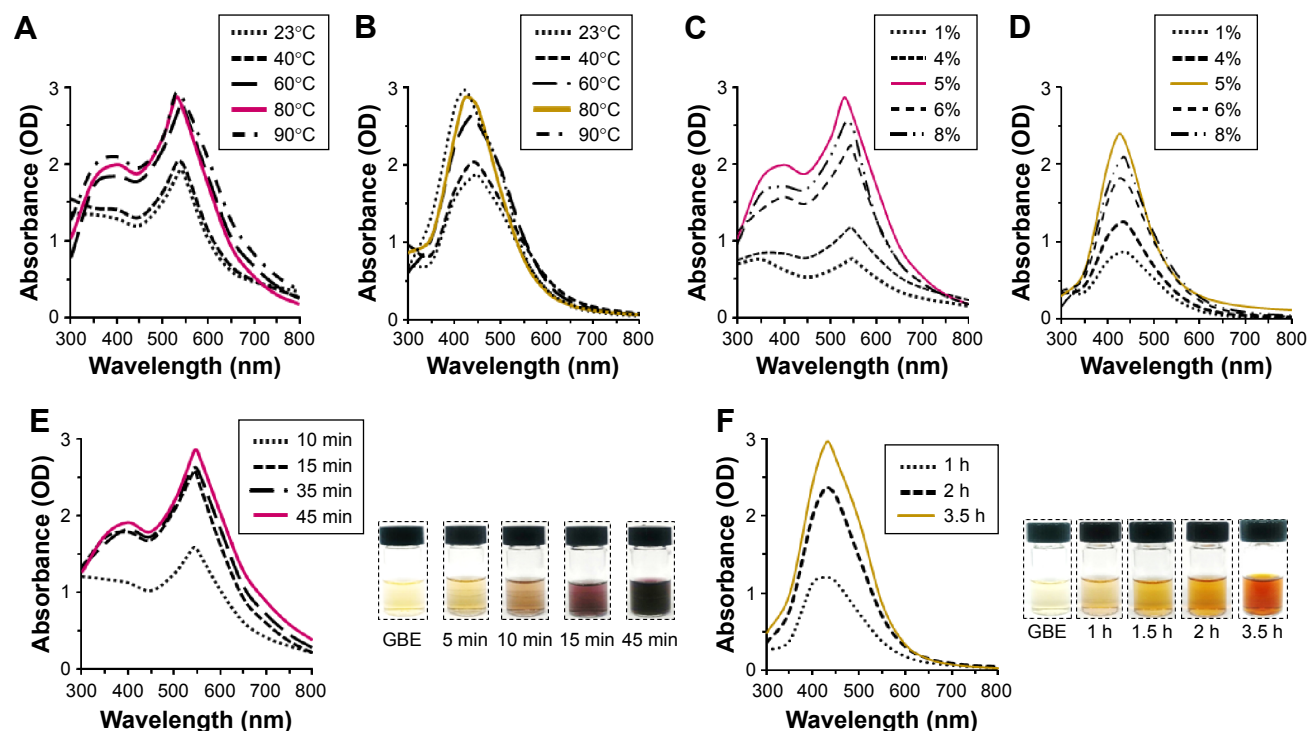 A
23°C
40°C
60°C
80°C
90°C
Absorbance (OD)
3
2
1
0
300 400 500 600 700 800
Wavelength (nm)
B
23°C
40°C
60°C
80°C
90°C
Absorbance (OD)
3
2
1
0
300 400 500 600 700 800
Wavelength (nm)
C
1%
4%
5%
6%
8%
Absorbance (OD)
3
2
1
0
300 400 500 600 700 800
Wavelength (nm)
D
1%
4%
5%
6%
8%
Absorbance (OD)
3
2
1
0
300 400 500 600 700 800
Wavelength (nm)
E
10 min
15 min
35 min
45 min
Absorbance (OD)
3
2
1
0
300 400 500 600 700 800
Wavelength (nm)
GBE 5 min 10 min 15 min 45 min
F
1 h
2 h
3.5 h
Absorbance (OD)
3
2
1
0
300 400 500 600 700 800
Wavelength (nm)
GBE 1 h 1.5 h 2 h 3.5 h